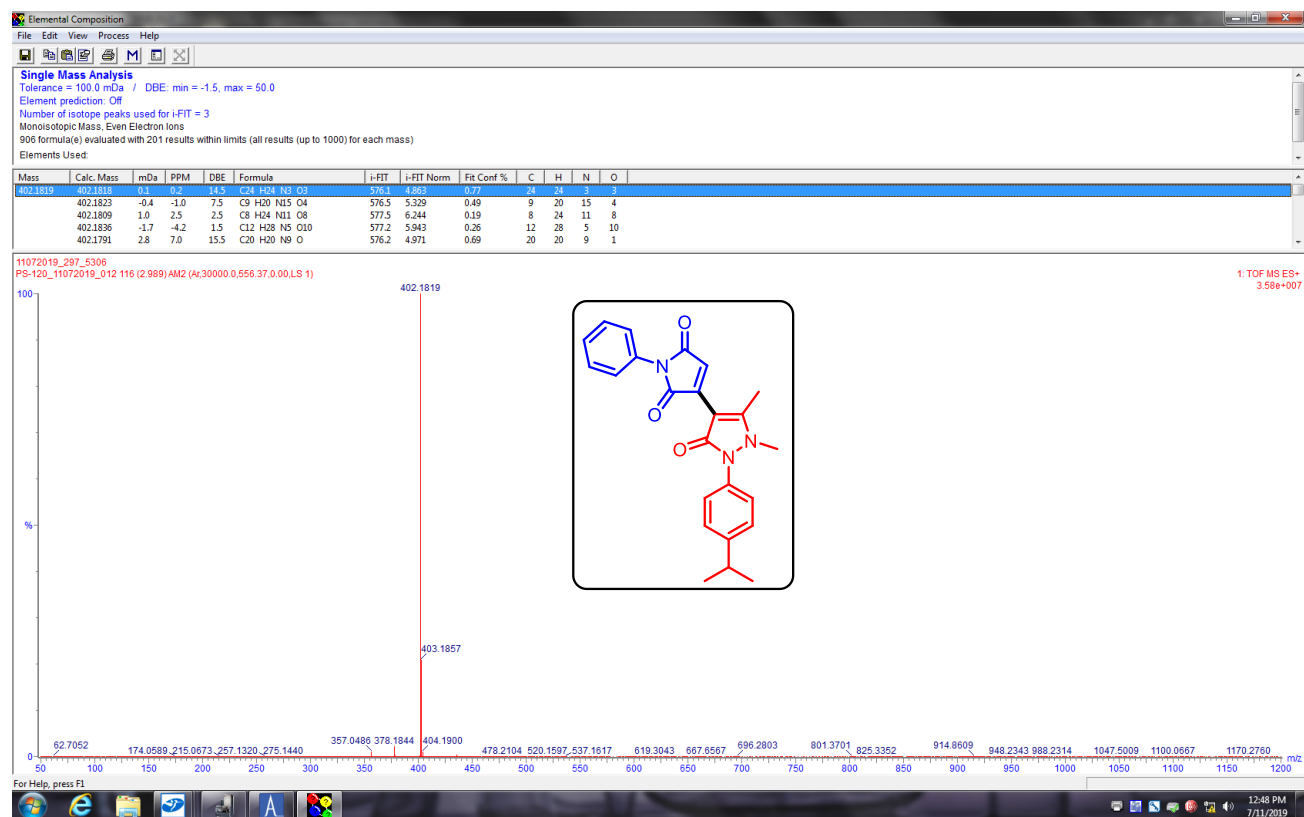 Elemental Composition
File Edit View Process Help
M
Single Mass Analysis
Tolerance = 100.0 mDa / DBE: min = -1.5, max = 50.0
Element prediction: Off
Number of isotope peaks used for i-FIT = 3
Monoisotopic Mass, Even Electron Ions
906 formula(e) evaluated with 201 results within limits (all results (up to 1000) for each mass)
Elements Used:
Mass Calc. Mass mDa PPM DBE Formula i-FIT i-FIT Norm Fit Conf % C H N O
402.1819 402.1818 0.1 0.2 14.5 C24 H24 N3 O3 576.1 4.863 0.77 24 24 3 3
402.1823 -0.4 -1.0 7.5 C9 H20 N15 O4 576.5 5.329 0.49 9 20 15 4
402.1809 1.0 2.5 2.5 C8 H24 N11 O8 577.5 6.244 0.19 8 24 11 8
402.1836 -1.7 -4.2 1.5 C12 H28 N5 O10 577.2 5.943 0.26 12 28 5 10
402.1791 2.8 7.0 15.5 C20 H20 N9 O 576.2 4.971 0.69 20 20 9 1
11072019_297_5306
PS-120_11072019_012 116 (2.989) AM2 (Ar,30000.0,556.37,0.00,LS 1)
1: TOF MS ES+
3.58e+007
402.1819
100
O
N
O
O
N
N
%
403.1857
62.7052
174.0589 215.0673 257.1320 275.1440
357.0486 378.1844 404.1900
478.2104 520.1597 537.1617
619.3043 667.6567
696.2803
801.3701
825.3352
914.8609
948.2343 988.2314
1047.5009 1100.0667
1170.2760
0
m/z
50 100 150 200 250 300 350 400 450 500 550 600 650 700 750 800 850 900 950 1000 1050 1100 1150 1200
For Help, press F1
12:48 PM
7/11/2019